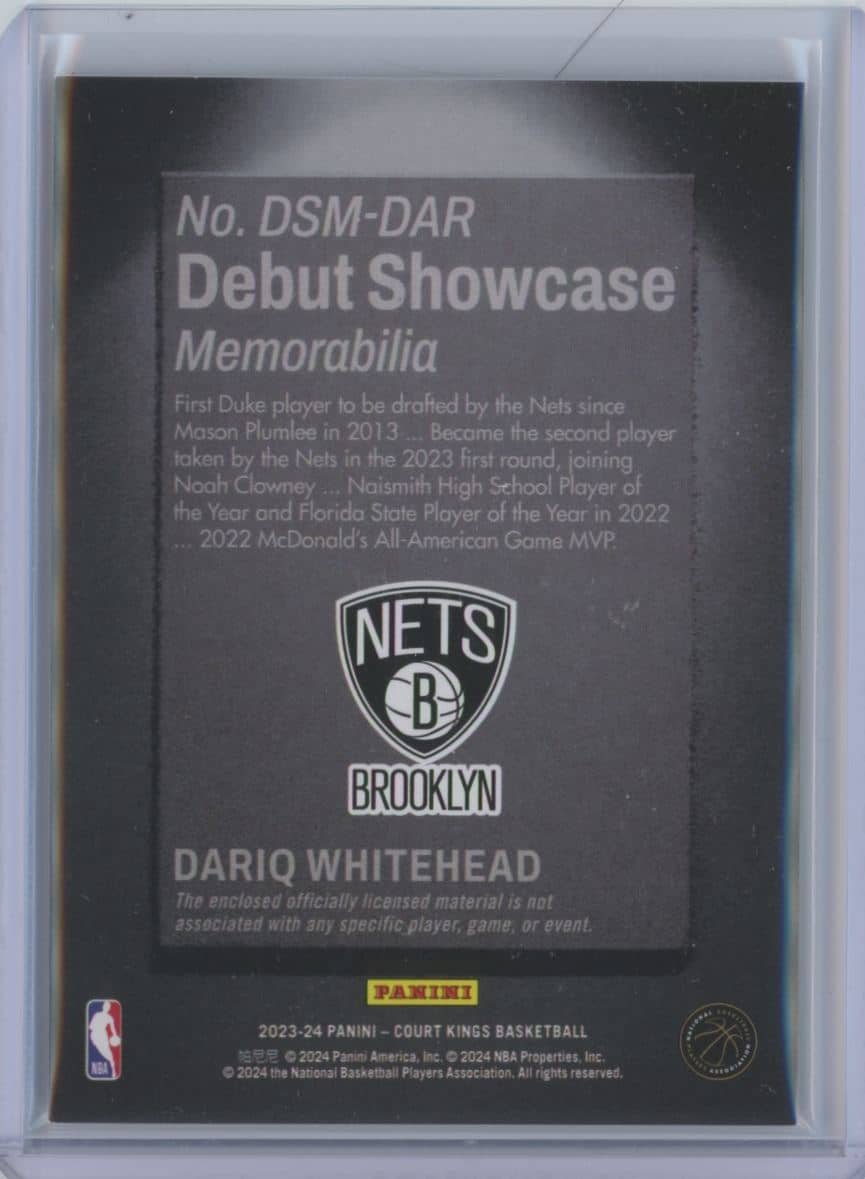 No. DSM-DAR
Debut Showcase
Memorabilia
First Duke player to be drafted by the Nets since
Mason Plumlee in 2013 ... Became the second player
taken by the Nets in the 2023 first round, joining
Noah Clowney ... Naismith High School Player of
the Year and Florida State Player of the Year in 2022
... 2022 McDonald's All-American Game MVP.
NETS
B
BROOKLYN
DARIQ WHITEHEAD
The enclosed officially licensed material is not
associated with any specific player, game, or event.
PANINI
2023-24 PANINI – COURT KINGS BASKETBALL
帕尼尼 © 2024 Panini America, Inc. © 2024 NBA Properties, Inc.
© 2024 the National Basketball Players Association. All rights reserved.
NBA
NATIONAL BASKETBALL PLAYERS ASSOCIATION